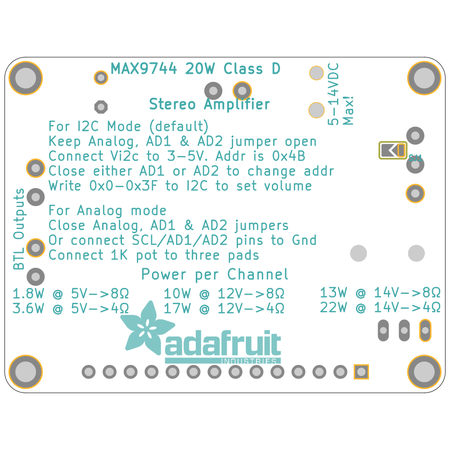 MAX9744 20W Class D
Stereo Amplifier
5-14VDC
Max!
For I2C Mode (default)
Keep Analog, AD1 & AD2 jumper open
Connect Vi2c to 3-5V. Addr is 0x4B
Close either AD1 or AD2 to change addr
Write 0x0-0x3F to I2C to set volume
For Analog mode
Close Analog, AD1 & AD2 jumpers
Or connect SCL/AD1/AD2 pins to Gnd
Connect 1K pot to three pads
BTL Outputs
Power per Channel
1.8W @ 5V->8Ω
3.6W @ 5V->4Ω
10W @ 12V->8Ω
17W @ 12V->4Ω
13W @ 14V->8Ω
22W @ 14V->4Ω
adafruit
INDUSTRIES